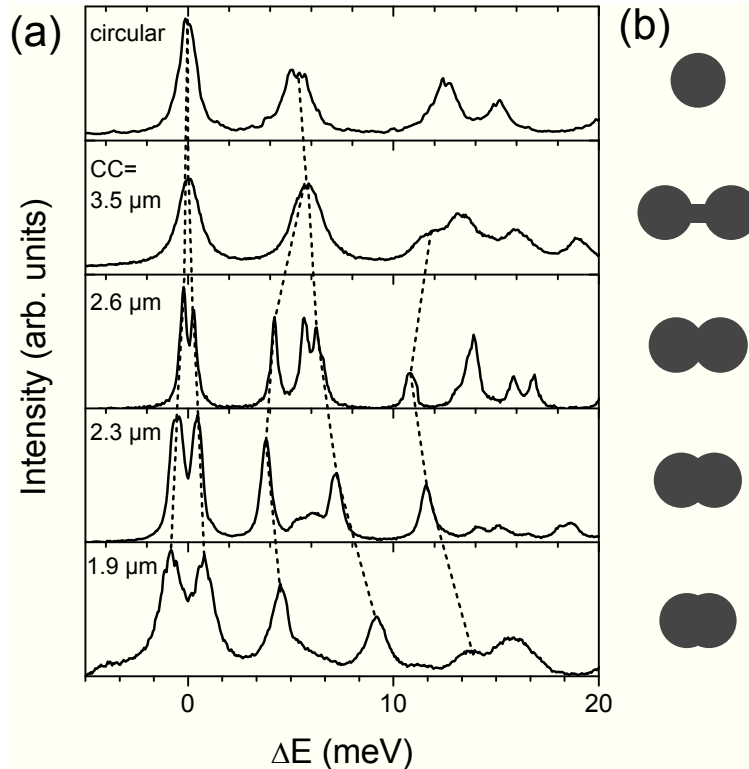 (a)
(b)
circular
CC=
3.5 µm
2.6 µm
2.3 µm
1.9 µm
Intensity (arb. units)
0 10 20
ΔE (meV)